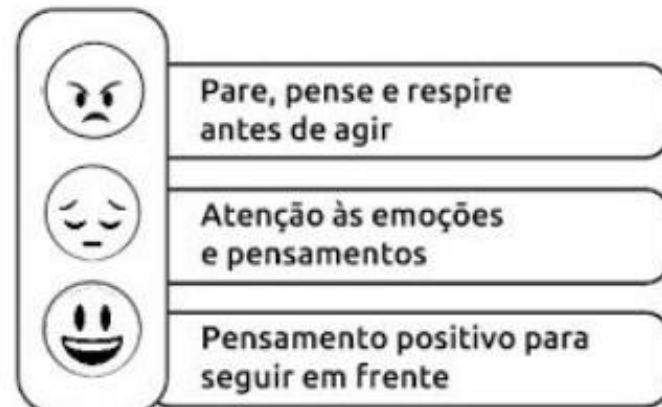 Pare, pense e respire
antes de agir
Atenção às emoções
e pensamentos
Pensamento positivo para
seguir em frente